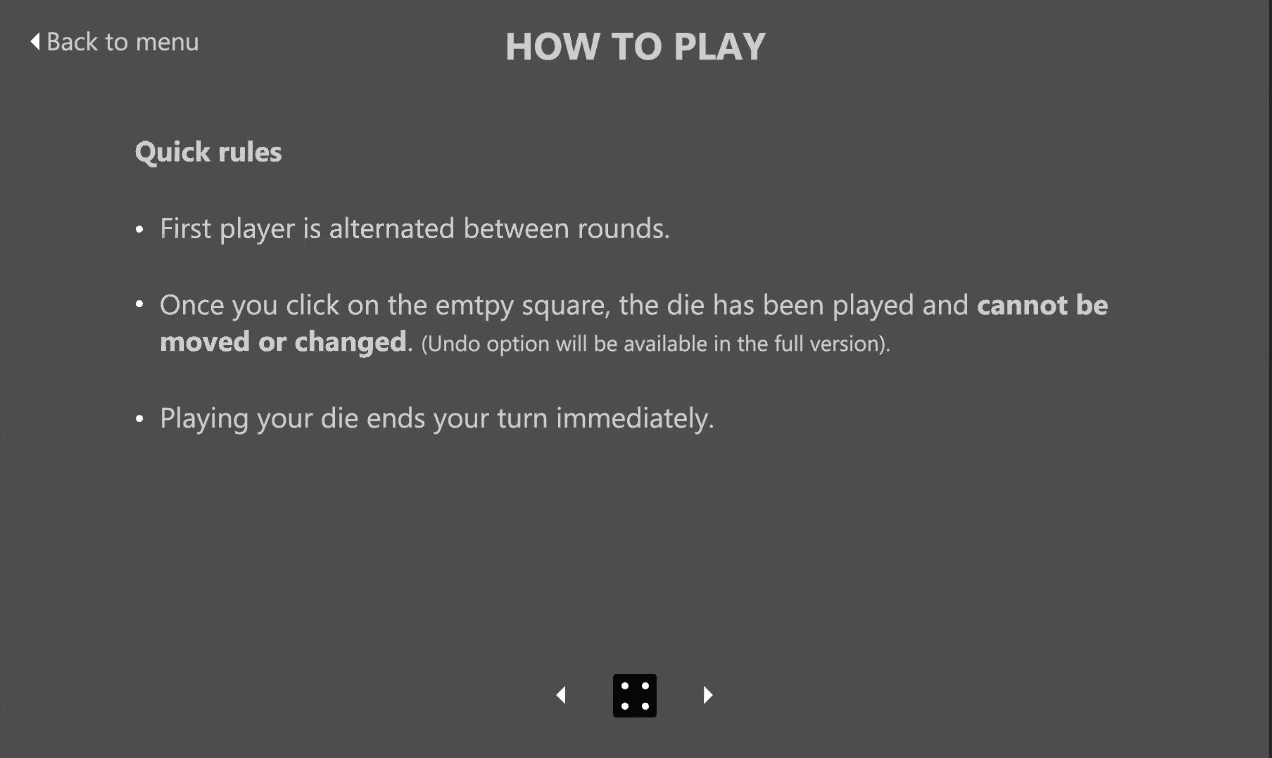 Back to menu
HOW TO PLAY
Quick rules
• First player is alternated between rounds.
• Once you click on the emtpy square, the die has been played and cannot be
moved or changed. (Undo option will be available in the full version).
• Playing your die ends your turn immediately.